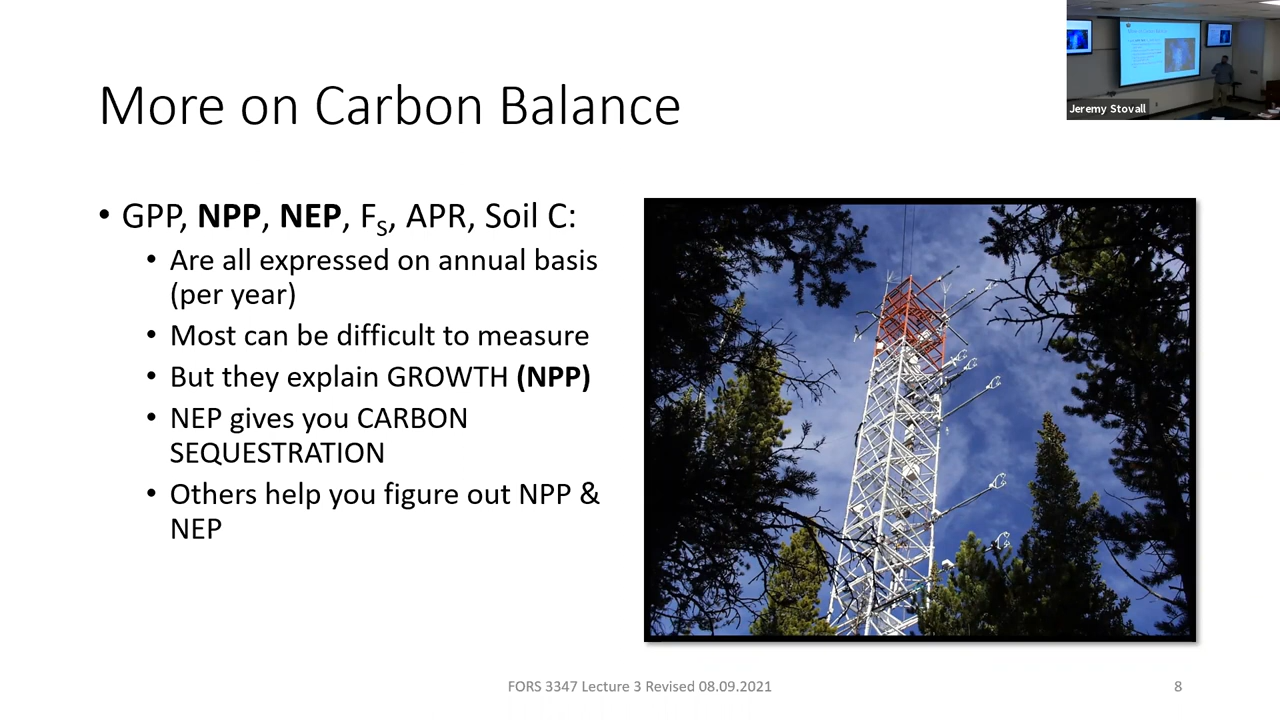 More on Carbon Balance
Jeremy Stovall
• GPP, NPP, NEP, FS, APR, Soil C:
• Are all expressed on annual basis
(per year)
• Most can be difficult to measure
• But they explain GROWTH (NPP)
• NEP gives you CARBON
SEQUESTRATION
• Others help you figure out NPP &
NEP
FORS 3347 Lecture 3 Revised 08.09.2021
8